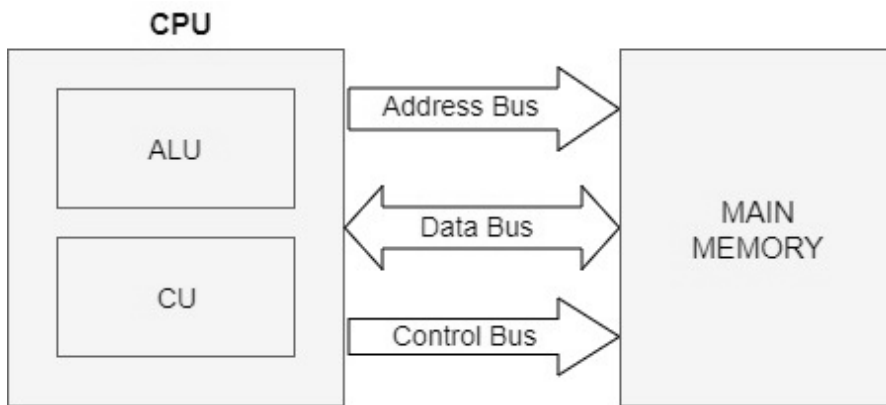 CPU
ALU
CU
Address Bus
Data Bus
Control Bus
MAIN
MEMORY